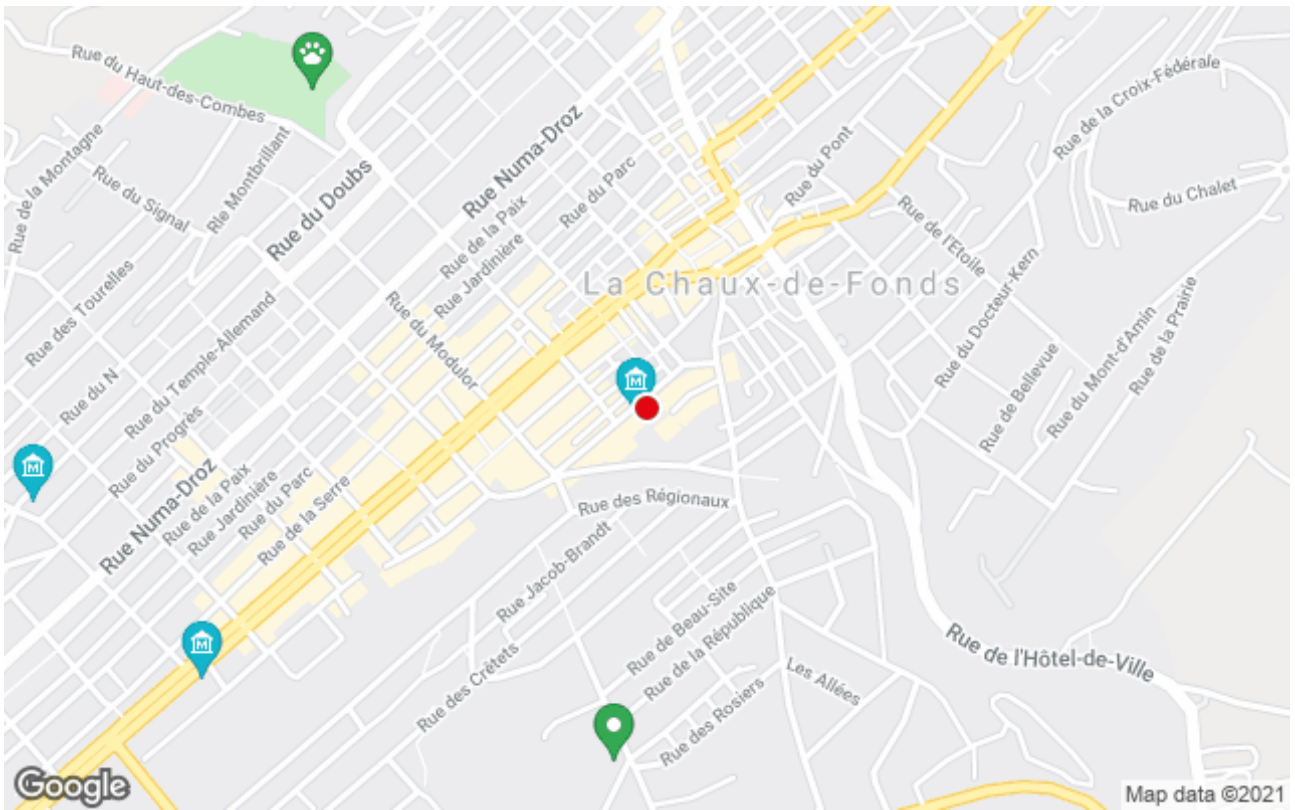 Rue du Haut-des-Combes
Rue de la Montagne
Rue du Signal
Rle Montbrillant
Rue du Doubs
Rue Numa-Droz
Rue du Parc
Rue de la Paix
Rue Jardinière
Rue du Pont
Rue de la Croix-Fédérale
Rue du Chalet
Rue de l'Etoile
La Chaux-de-Fonds
Rue des Tourelles
Rue du Temple-Allemand
Rue du Modulor
Rue du Docteur-Kern
Rue du Mont-d'Amin
Rue de la Prairie
Rue de Bellevue
Rue du N
Rue du Progrès
Rue Numa-Droz
Rue de la Paix
Rue Jardinière
Rue du Parc
Rue de la Serre
M
M
M
Rue des Régionaux
Rue Jacob-Brandt
Rue des Crêtets
Rue de Beau-Site
Rue de la République
Rue des Rosiers
Les Allées
Rue de l'Hôtel-de-Ville
Google
Map data ©2021